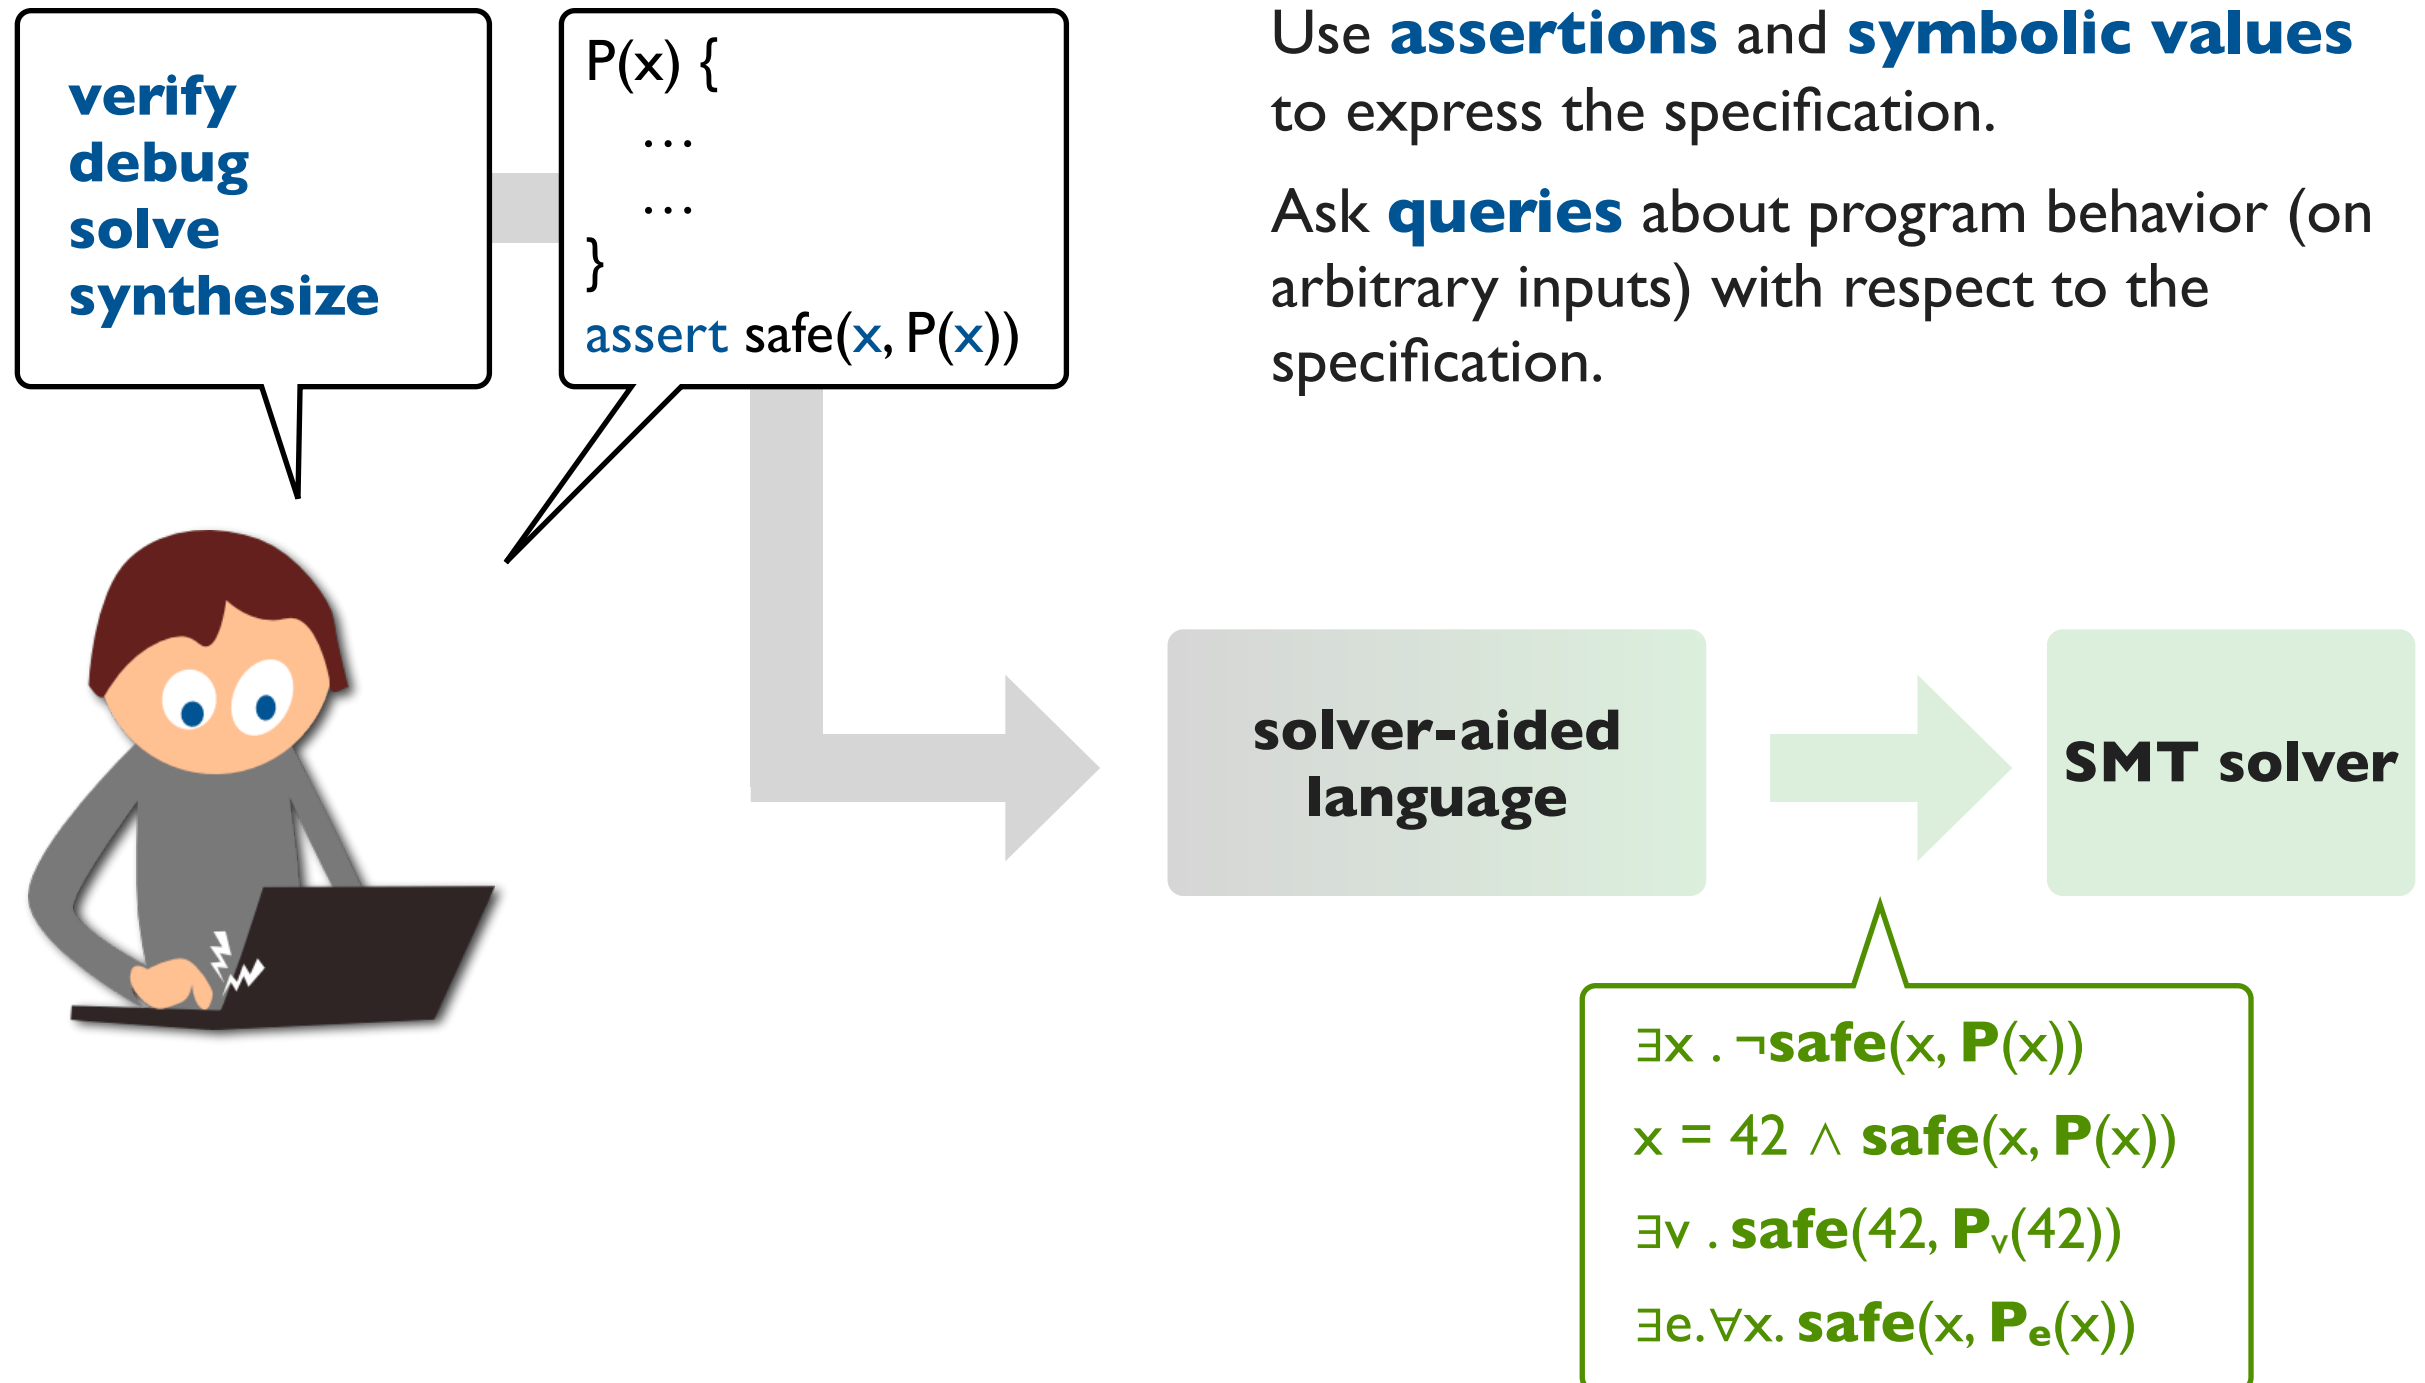 verify
debug
solve
synthesize
P(x) {
…
…
}
assert safe(x, P(x))
Use assertions and symbolic values
to express the specification.
Ask queries about program behavior (on
arbitrary inputs) with respect to the
specification.
solver-aided
language
SMT solver
∃x . ¬safe(x, P(x))
x = 42 ∧ safe(x, P(x))
∃v . safe(42, Pᵥ(42))
∃e. ∀x. safe(x, Pₑ(x))